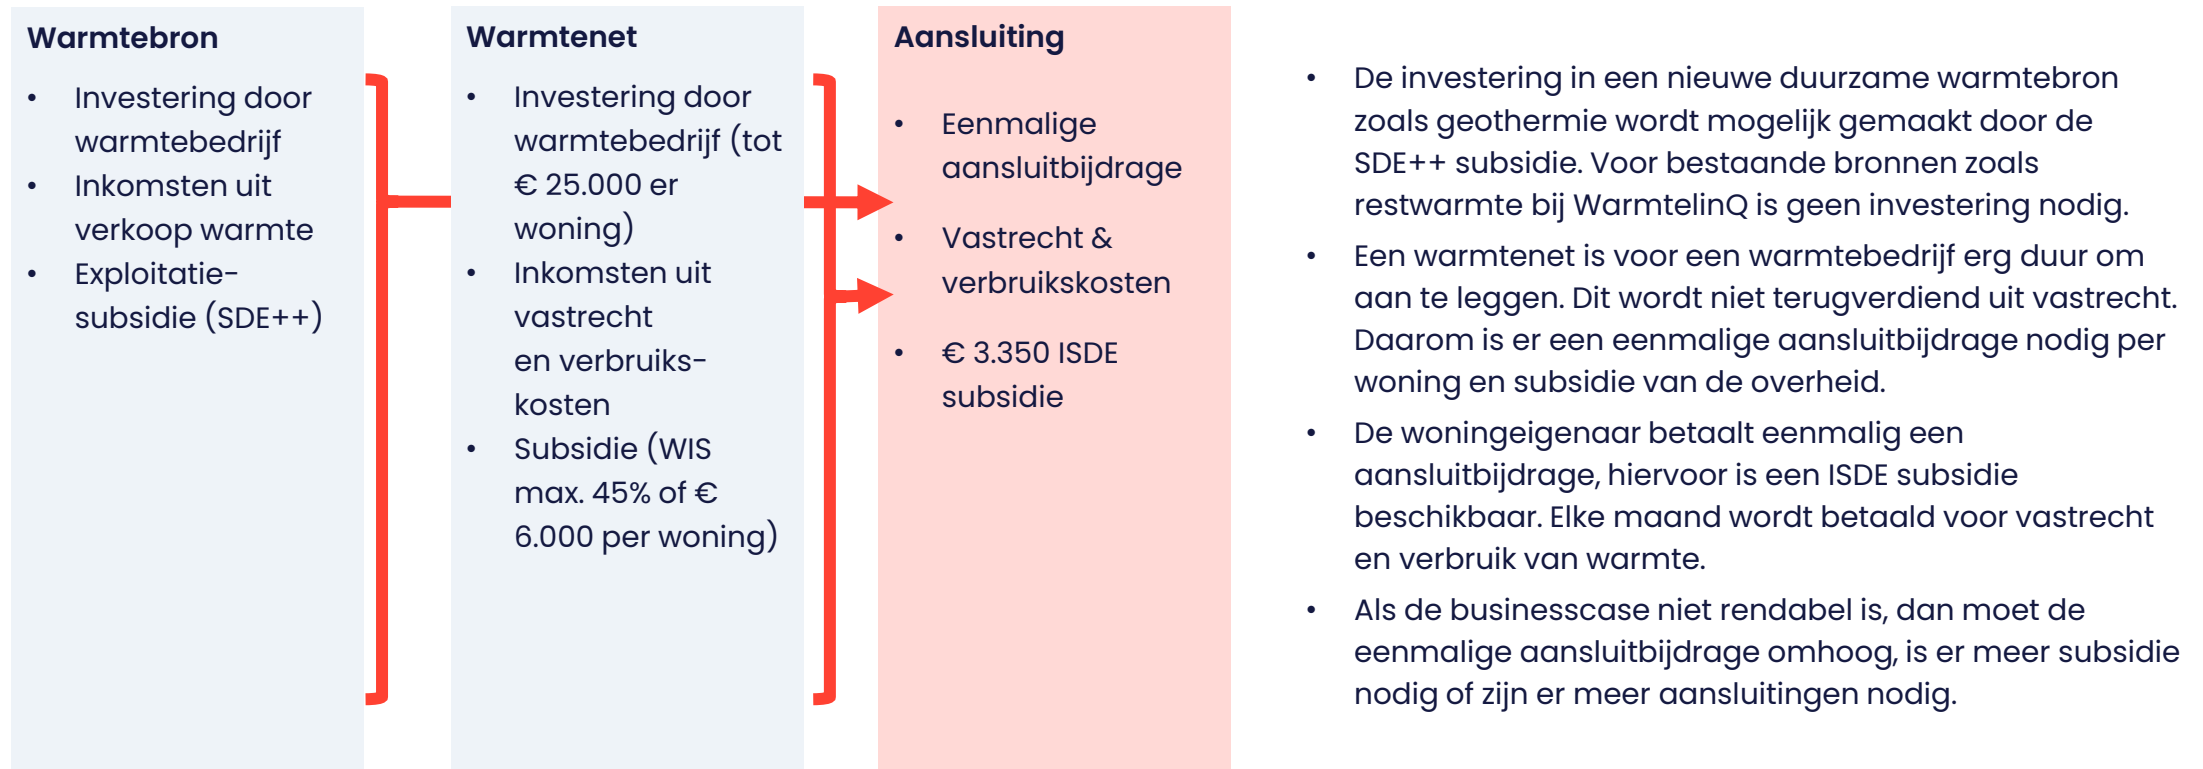 Warmtebron
• Investering door
warmtebedrijf
• Inkomsten uit
verkoop warmte
• Exploitatie-
subsidie (SDE++)
Warmtenet
• Investering door
warmtebedrijf (tot
€ 25.000 er
woning)
• Inkomsten uit
vastrecht
en verbruiks-
kosten
• Subsidie (WIS
max. 45% of €
6.000 per woning)
Aansluiting
• Eenmalige
aansluitbijdrage
• Vastrecht &
verbruikskosten
• € 3.350 ISDE
subsidie
• De investering in een nieuwe duurzame warmtebron
zoals geothermie wordt mogelijk gemaakt door de
SDE++ subsidie. Voor bestaande bronnen zoals
restwarmte bij WarmtelinQ is geen investering nodig.
• Een warmtenet is voor een warmtebedrijf erg duur om
aan te leggen. Dit wordt niet terugverdiend uit vastrecht.
Daarom is er een eenmalige aansluitbijdrage nodig per
woning en subsidie van de overheid.
• De woningeigenaar betaalt eenmalig een
aansluitbijdrage, hiervoor is een ISDE subsidie
beschikbaar. Elke maand wordt betaald voor vastrecht
en verbruik van warmte.
• Als de businesscase niet rendabel is, dan moet de
eenmalige aansluitbijdrage omhoog, is er meer subsidie
nodig of zijn er meer aansluitingen nodig.